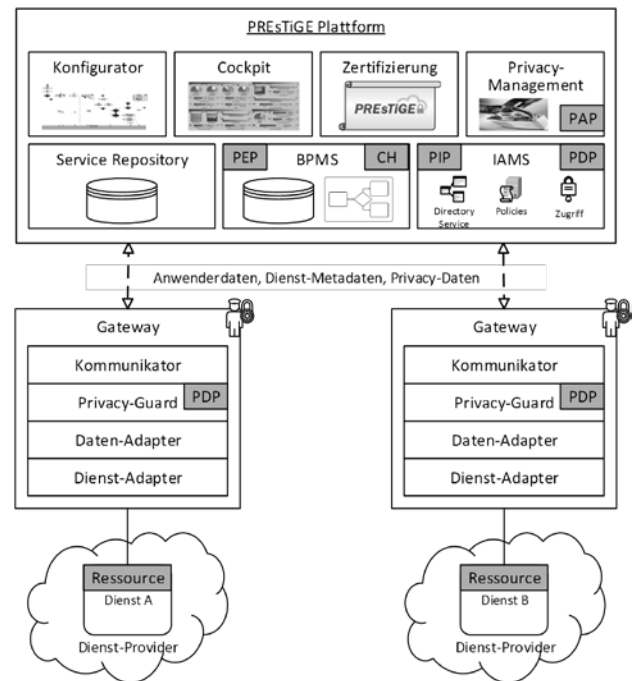 PREsTiGE Plattform
Konfigurator
Cockpit
Zertifizierung
PREsTiGE
Privacy-
Management
PAP
Service Repository
PEP
BPMS
CH
PIP
IAMS
PDP
Directory
Service
Policies
Zugriff
Anwenderdaten, Dienst-Metadaten, Privacy-Daten
Gateway
Kommunikator
Privacy-Guard
PDP
Daten-Adapter
Dienst-Adapter
Ressource
Dienst A
Dienst-Provider
Gateway
Kommunikator
Privacy-Guard
PDP
Daten-Adapter
Dienst-Adapter
Ressource
Dienst B
Dienst-Provider